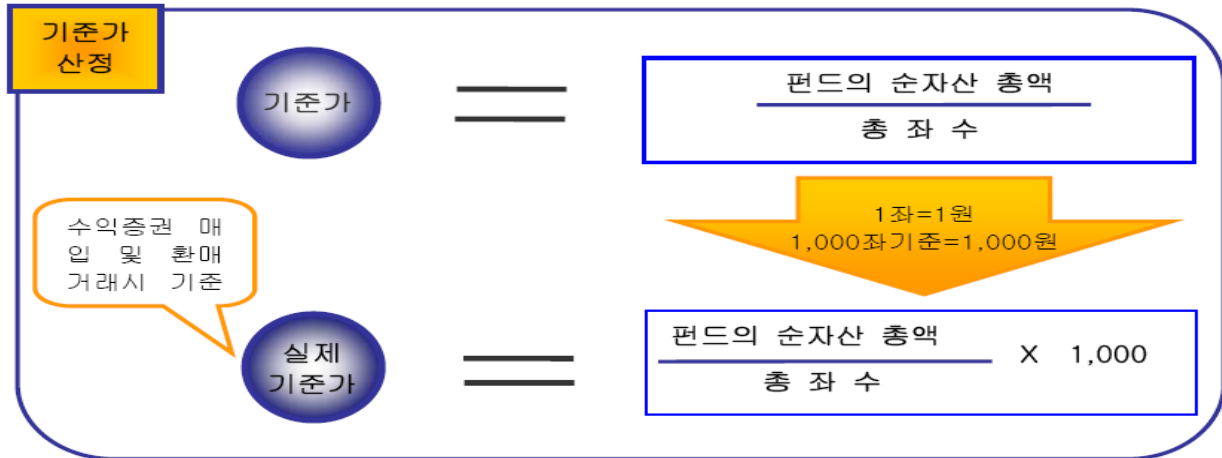 기준가
산정
기준가
펀드의 순자산 총액
총 좌 수
1좌=1원
1,000좌기준=1,000원
수익증권 매
입 및 환매
거래시 기준
실제
기준가
펀드의 순자산 총액
총 좌 수
X 1,000